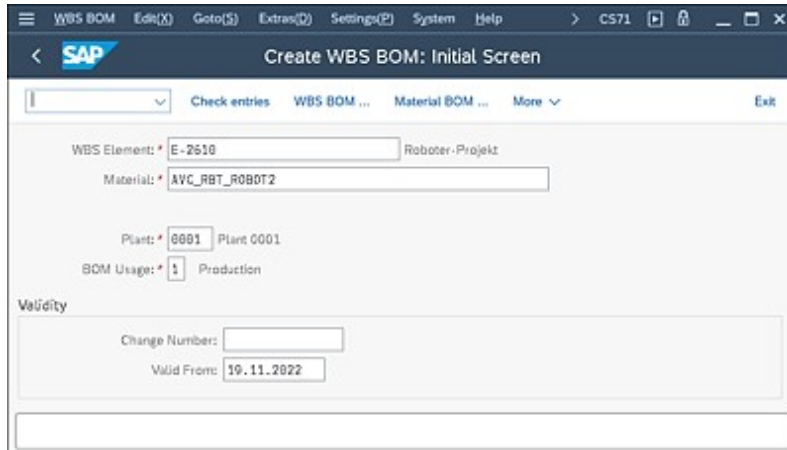 WBS BOM Edit(X) Goto(S) Extras(D) Settings(P) System Help > CS71
< SAP Create WBS BOM: Initial Screen
Check entries WBS BOM ... Material BOM ... More Exit
WBS Element: * E-2610 Roboter-Projekt
Material: * AVC_RBT_ROBOT2
Plant: * 0001 Plant 0001
BOM Usage: * 1 Production
Validity
Change Number:
Valid From: 19.11.2022